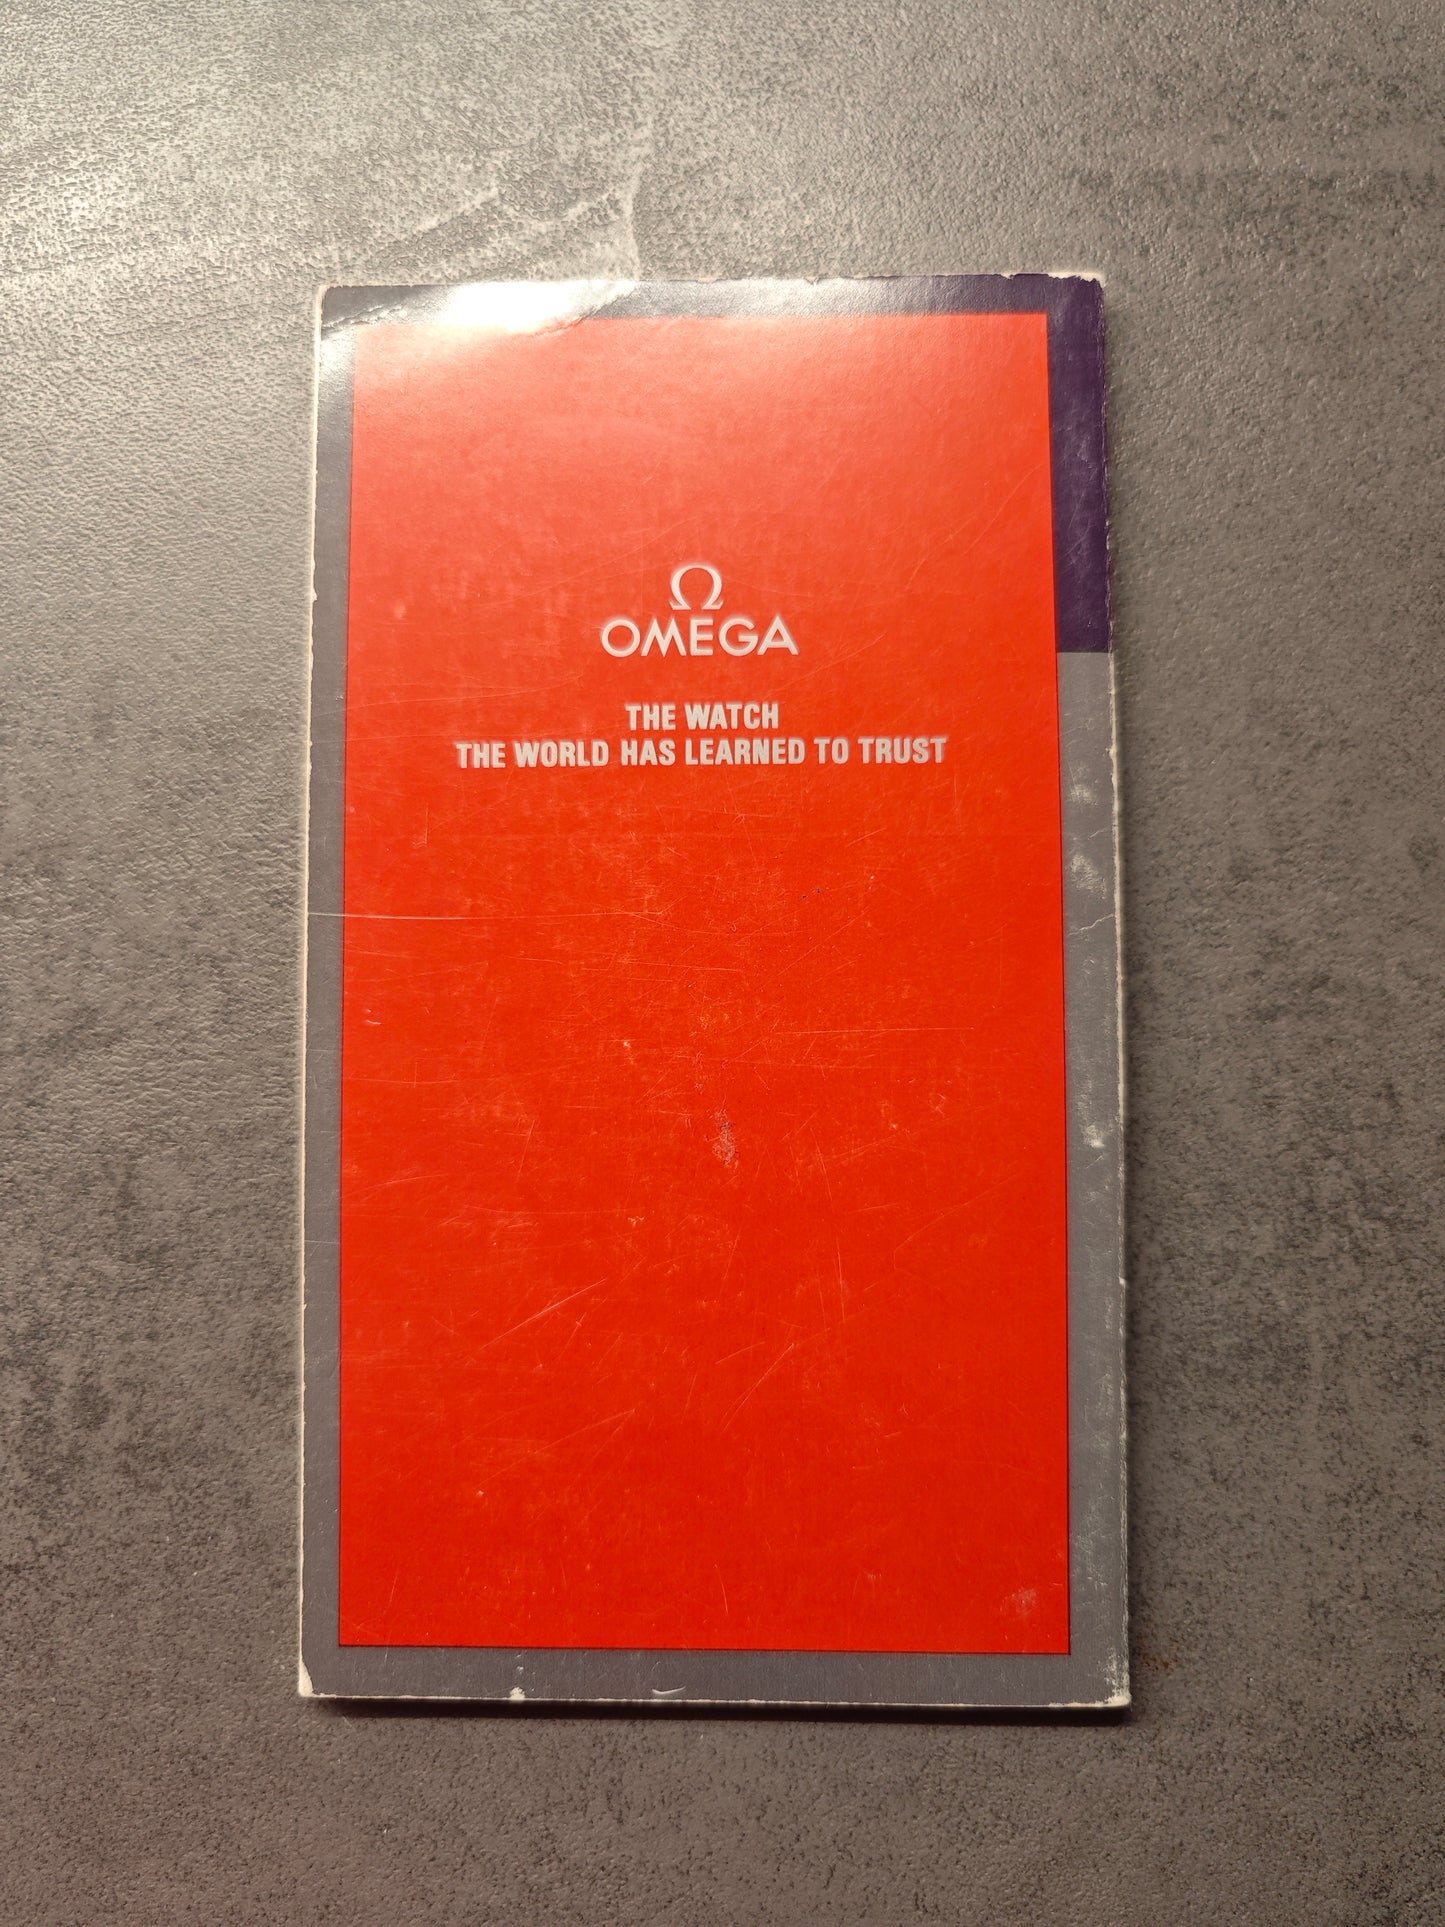 Ω
OMEGA
THE WATCH
THE WORLD HAS LEARNED TO TRUST